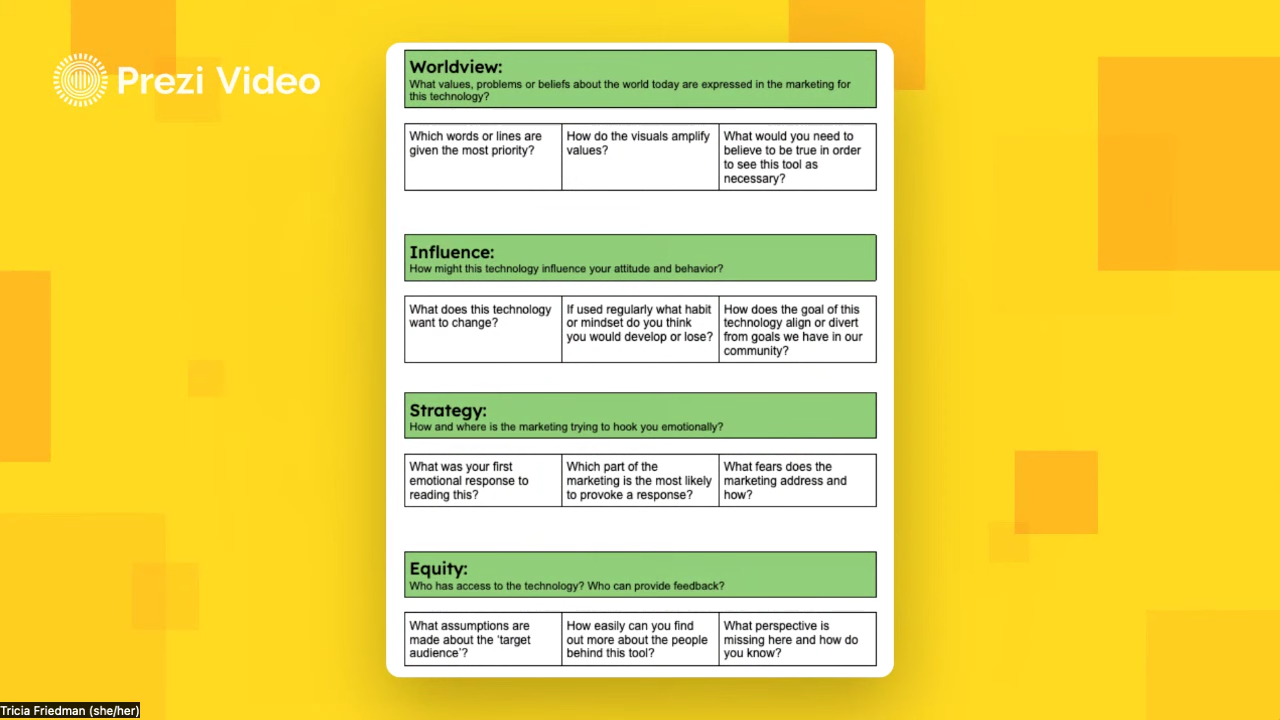 Prezi Video
Worldview:
What values, problems or beliefs about the world today are expressed in the marketing for
this technology?
Which words or lines are
given the most priority?
How do the visuals amplify
values?
What would you need to
believe to be true in order
to see this tool as
necessary?
Influence:
How might this technology influence your attitude and behavior?
What does this technology
want to change?
If used regularly what habit
or mindset do you think
you would develop or lose?
How does the goal of this
technology align or divert
from goals we have in our
community?
Strategy:
How and where is the marketing trying to hook you emotionally?
What was your first
emotional response to
reading this?
Which part of the
marketing is the most likely
to provoke a response?
What fears does the
marketing address and
how?
Equity:
Who has access to the technology? Who can provide feedback?
What assumptions are
made about the ‘target
audience’?
How easily can you find
out more about the people
behind this tool?
What perspective is
missing here and how do
you know?
Tricia Friedman (she/her)